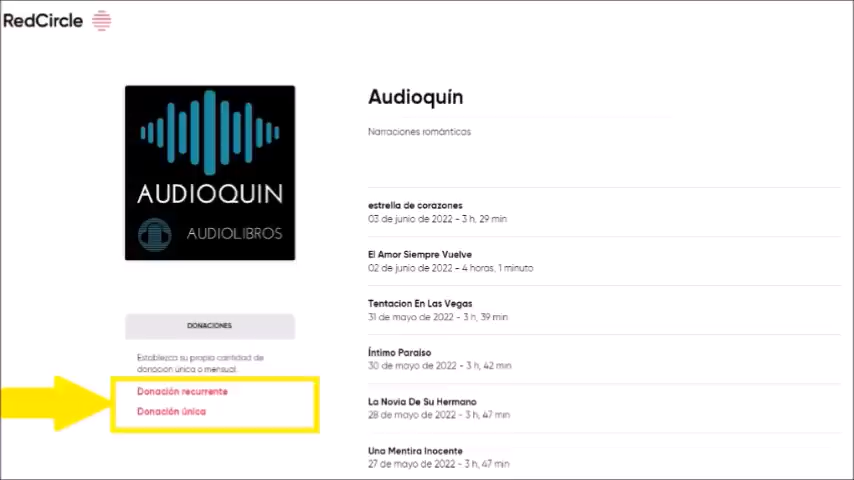 RedCircle
AUDIOQUIN
AUDIOLIBROS
DONACIONES
Establezca su propia cantidad de
donación única o mensual.
Donación recurrente
Donación única
Audioquín
Narraciones románticas
estrella de corazones
03 de junio de 2022 - 3 h, 29 min
El Amor Siempre Vuelve
02 de junio de 2022 - 4 horas, 1 minuto
Tentacion En Las Vegas
31 de mayo de 2022 - 3 h, 39 min
Íntimo Paraíso
30 de mayo de 2022 - 3 h, 42 min
La Novia De Su Hermano
28 de mayo de 2022 - 3 h, 47 min
Una Mentira Inocente
27 de mayo de 2022 - 3 h, 47 min